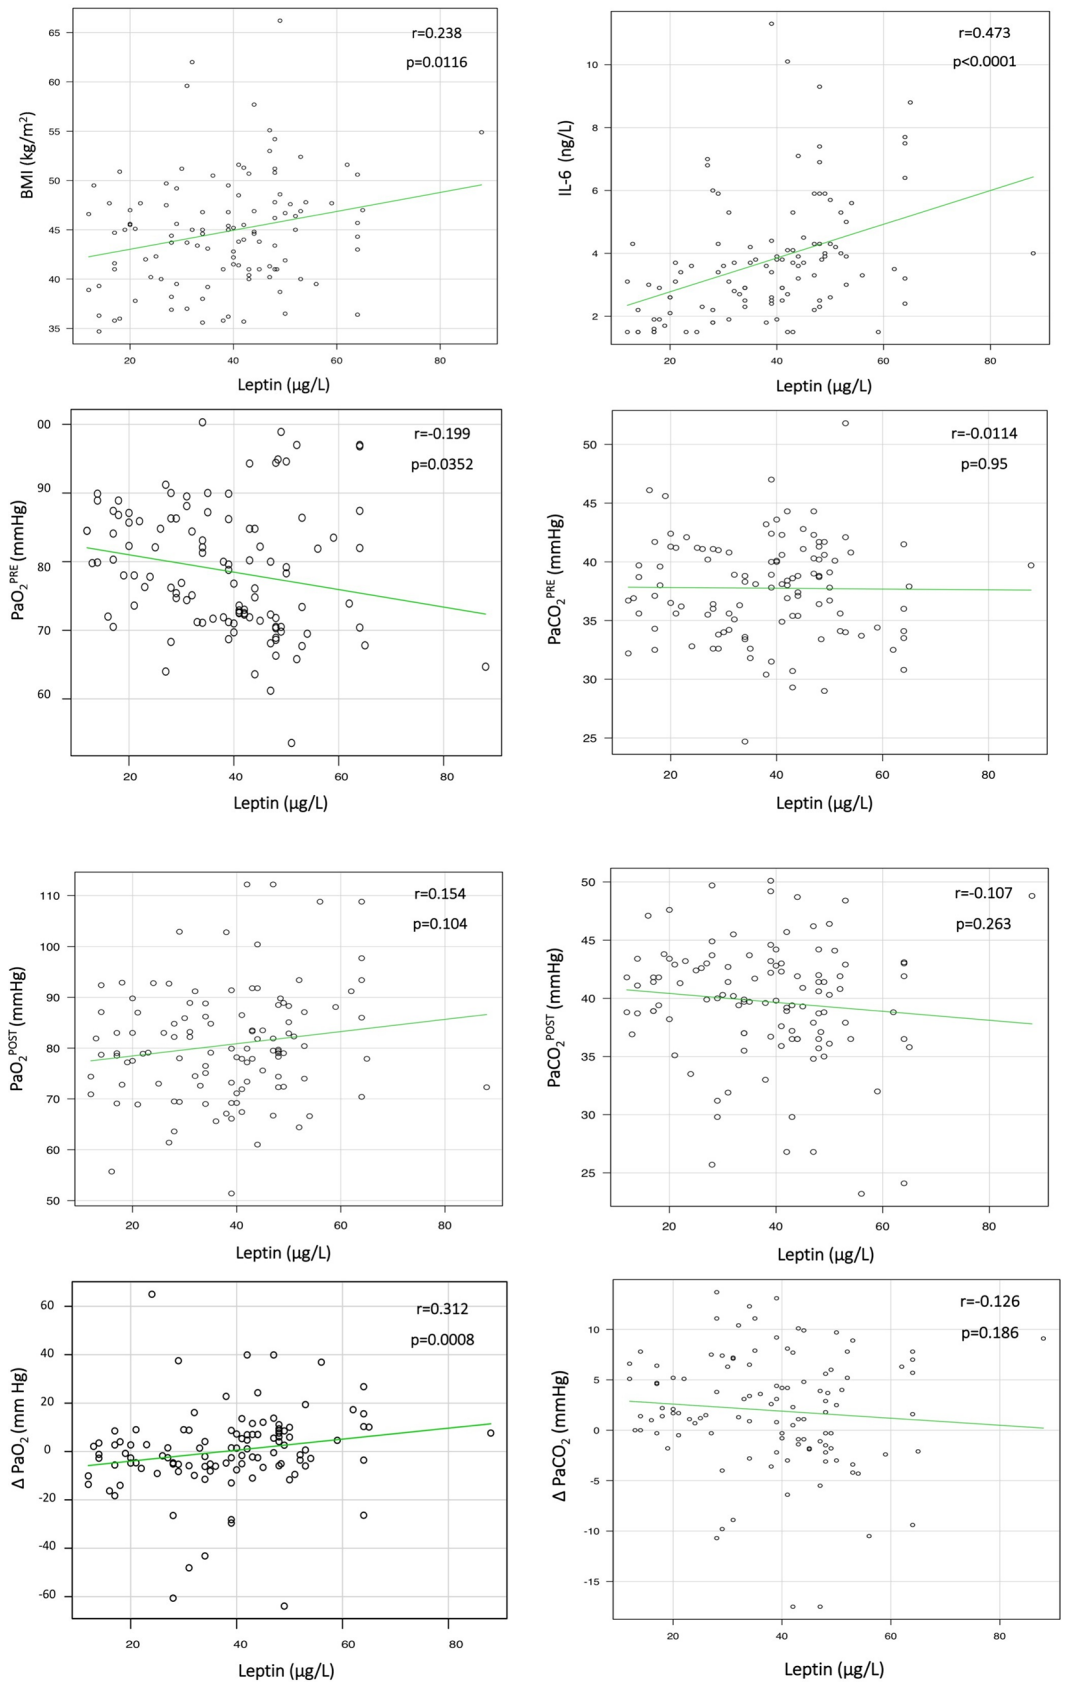 r=0.238
p=0.0116
BMI (kg/m²)
65
60
55
50
45
40
35
20 40 60 80
Leptin (µg/L)
r=0.473
p<0.0001
IL-6 (ng/L)
10
8
6
4
2
20 40 60 80
Leptin (µg/L)
r=-0.199
p=0.0352
PaO₂ᴾᴿᴱ (mmHg)
00
90
80
70
60
20 40 60 80
Leptin (µg/L)
r=-0.0114
p=0.95
PaCO₂ᴾᴿᴱ (mmHg)
50
45
40
35
30
25
20 40 60 80
Leptin (µg/L)
r=0.154
p=0.104
PaO₂ᴾᴼˢᵀ (mmHg)
110
100
90
80
70
60
50
20 40 60 80
Leptin (µg/L)
r=-0.107
p=0.263
PaCO₂ᴾᴼˢᵀ (mmHg)
50
45
40
35
30
25
20 40 60 80
Leptin (µg/L)
r=0.312
p=0.0008
Δ PaO₂ (mm Hg)
60
40
20
0
-20
-40
-60
20 40 60 80
Leptin (µg/L)
r=-0.126
p=0.186
Δ PaCO₂ (mmHg)
10
5
0
-5
-10
-15
20 40 60 80
Leptin (µg/L)